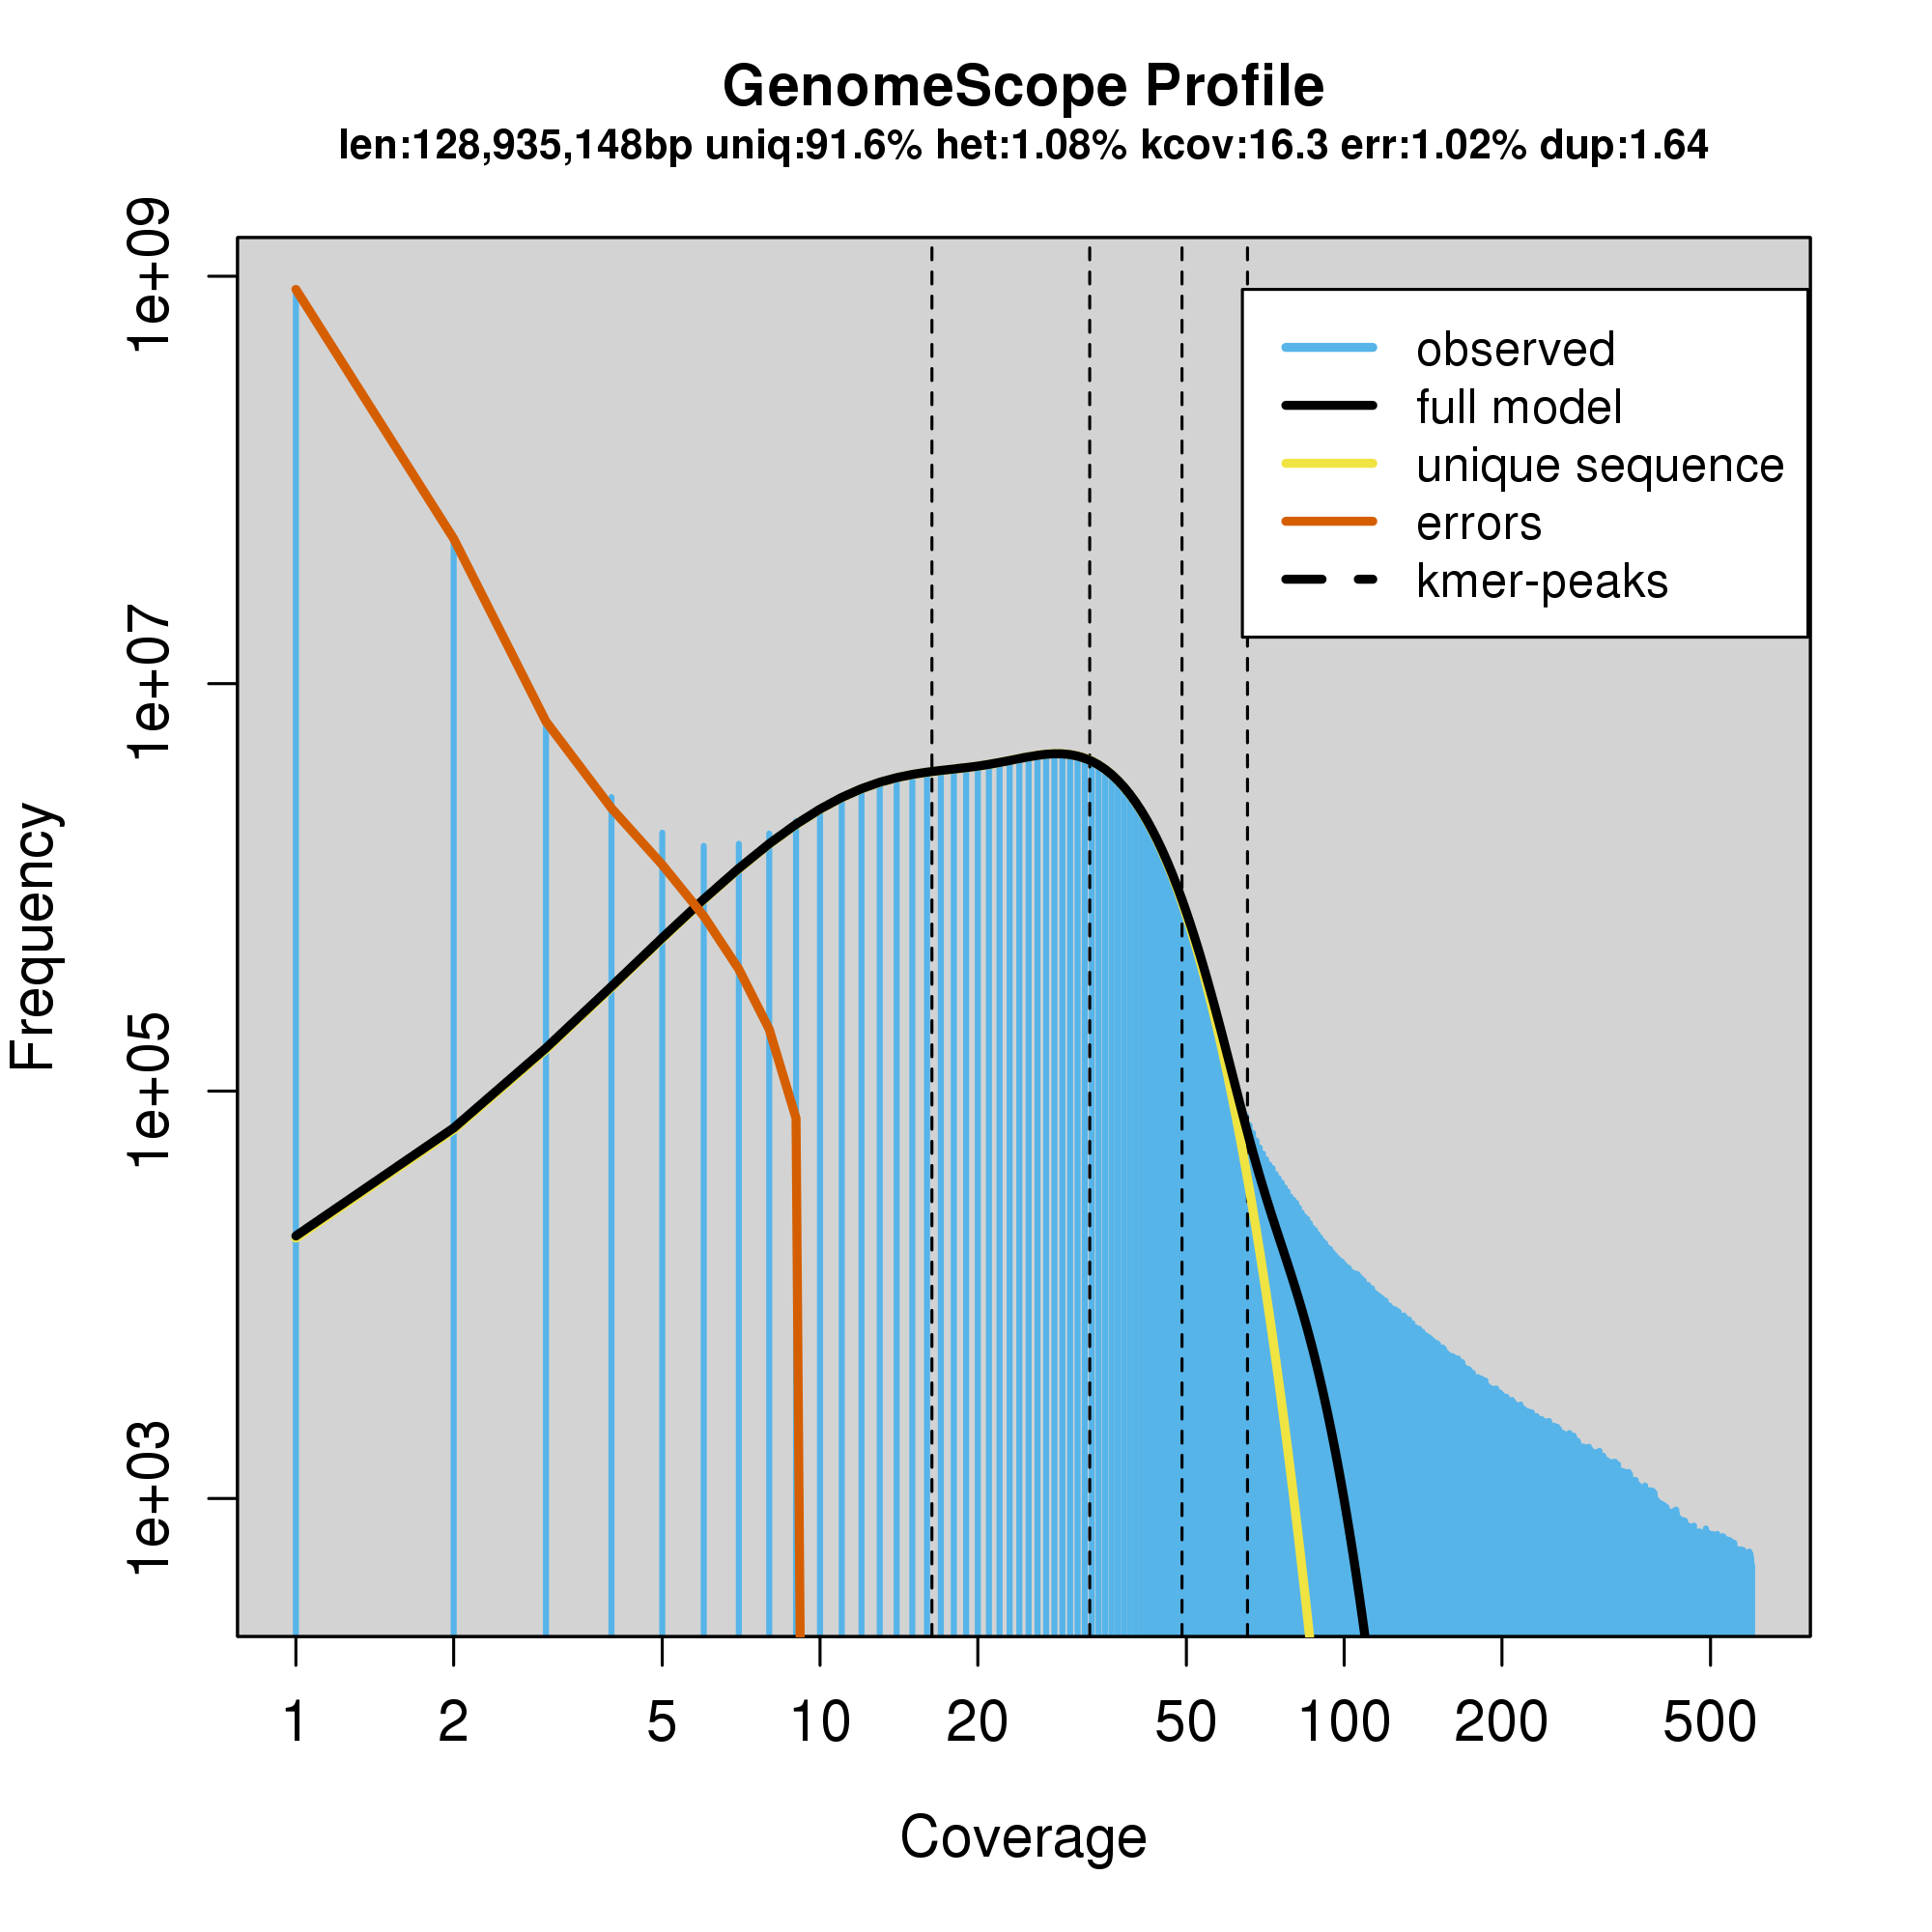 GenomeScope Profile
len:128,935,148bp uniq:91.6% het:1.08% kcov:16.3 err:1.02% dup:1.64
Frequency
1e+09
1e+07
1e+05
1e+03
observed
full model
unique sequence
errors
kmer-peaks
1 2 5 10 20 50 100 200 500
Coverage